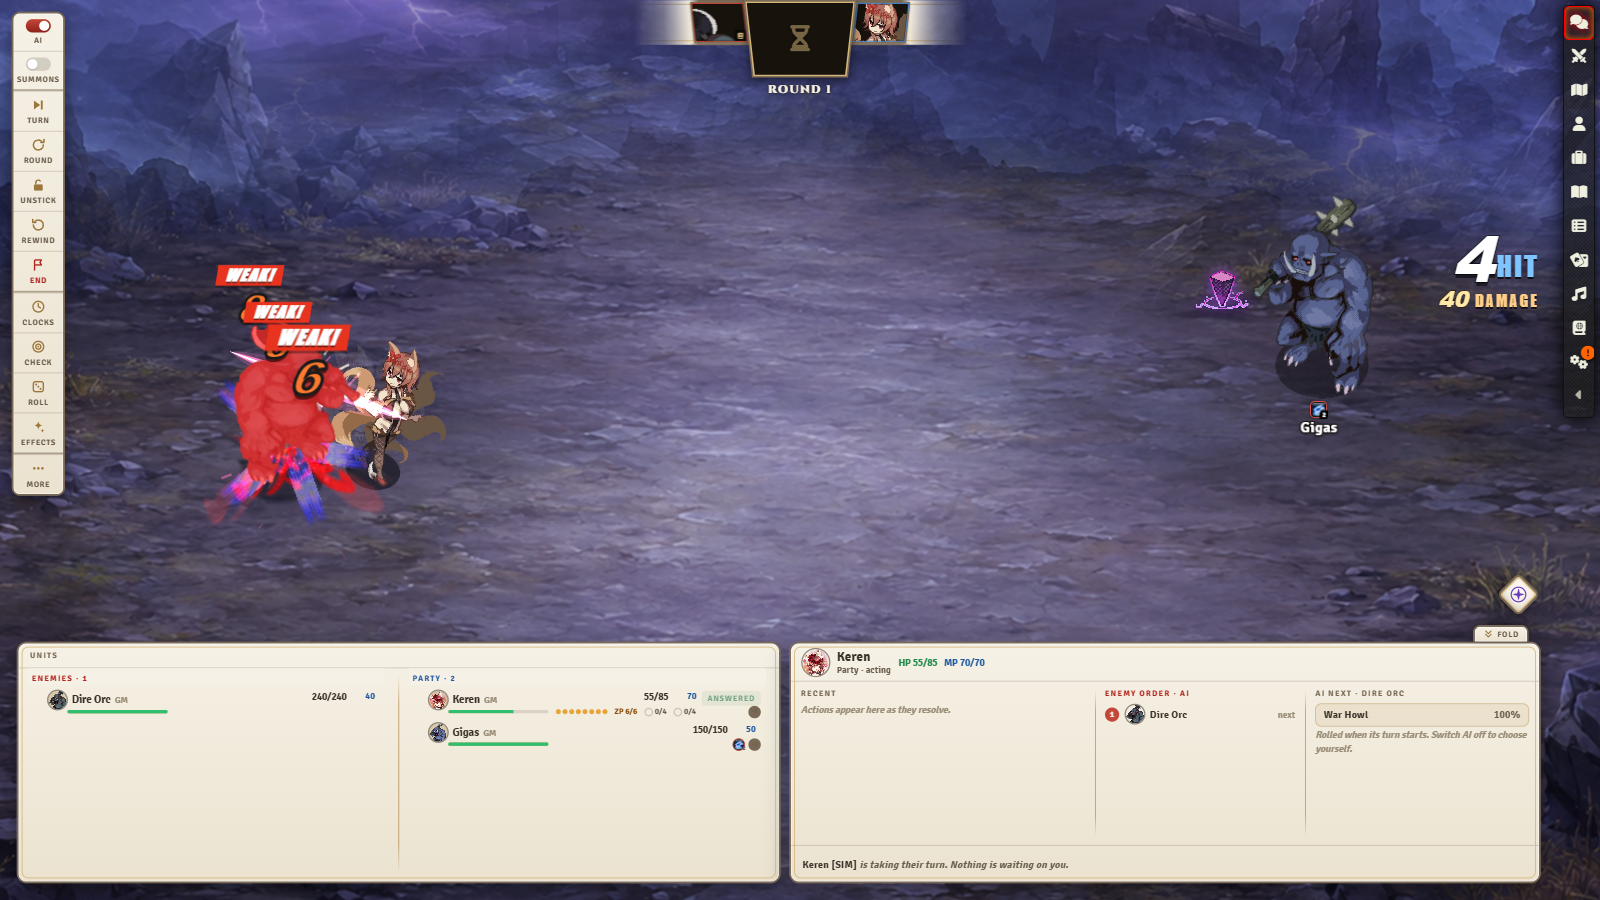 AI
SUMMONS
TURN
ROUND
UNSTICK
REWIND
END
CLOCKS
CHECK
ROLL
EFFECTS
MORE
ROUND 1
WEAK!
WEAK!
WEAK!
6
4 HIT
40 DAMAGE
2
Gigas
FOLD
UNITS
ENEMIES · 1
Dire Orc GM 240/240 40
PARTY · 2
Keren GM 55/85 70 ANSWERED
ZP 6/6 0/4 0/4
Gigas GM 150/150 50
Keren
Party · acting HP 55/85 MP 70/70
RECENT
Actions appear here as they resolve.
ENEMY ORDER · AI
1 Dire Orc next
AI NEXT · DIRE ORC
War Howl 100%
Rolled when its turn starts. Switch AI off to choose
yourself.
Keren [SIM] is taking their turn. Nothing is waiting on you.